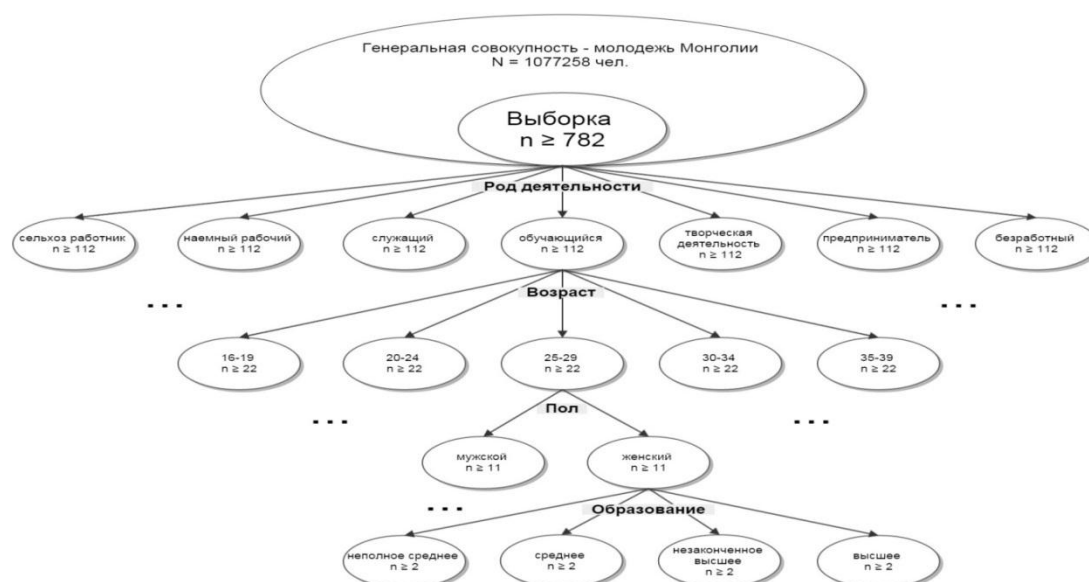 Генеральная совокупность - молодежь Монголии
N = 1077258 чел.
Выборка
n ≥ 782
Род деятельности
сельхоз работник
n ≥ 112
наемный рабочий
n ≥ 112
служащий
n ≥ 112
обучающийся
n ≥ 112
творческая
деятельность
n ≥ 112
предприниматель
n ≥ 112
безработный
n ≥ 112
...
...
Возраст
16-19
n ≥ 22
20-24
n ≥ 22
25-29
n ≥ 22
30-34
n ≥ 22
35-39
n ≥ 22
...
...
Пол
мужской
n ≥ 11
женский
n ≥ 11
...
...
Образование
неполное среднее
n ≥ 2
среднее
n ≥ 2
незаконченное
высшее
n ≥ 2
высшее
n ≥ 2